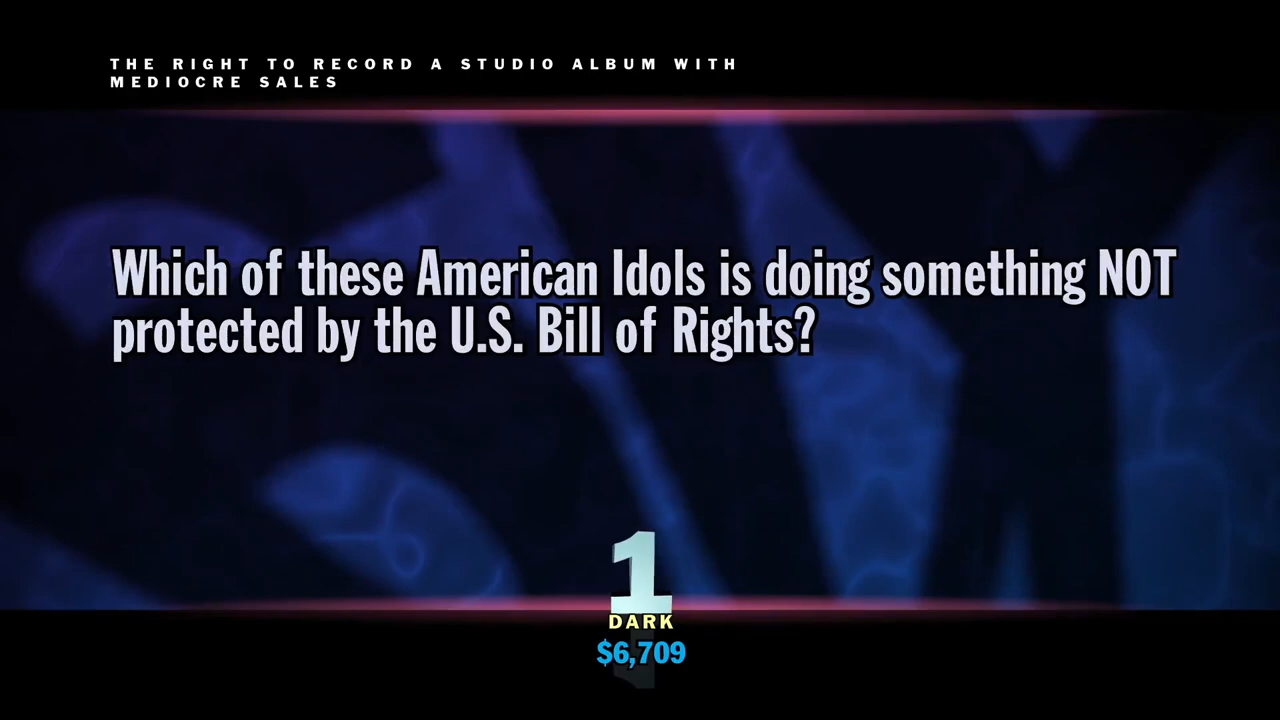 THE RIGHT TO RECORD A STUDIO ALBUM WITH
MEDIOCRE SALES
Which of these American Idols is doing something NOT
protected by the U.S. Bill of Rights?
1
DARK
$6,709